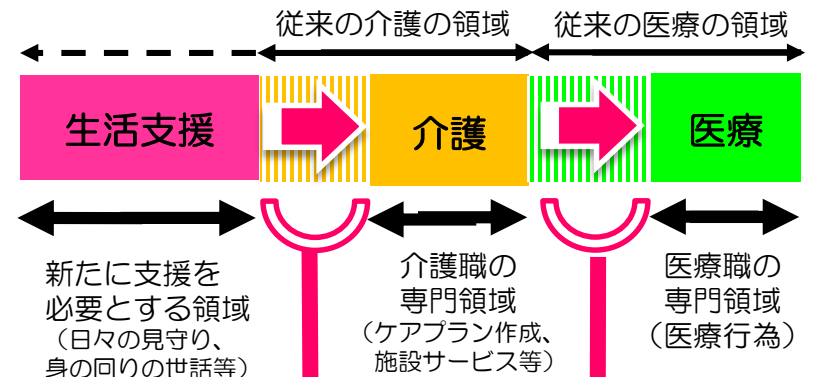 従来の介護の領域
従来の医療の領域
生活支援
介護
医療
新たに支援を
必要とする領域
（日々の見守り、
身の回りの世話等）
介護職の
専門領域
（ケアプラン作成、
施設サービス等）
医療職の
専門領域
（医療行為）